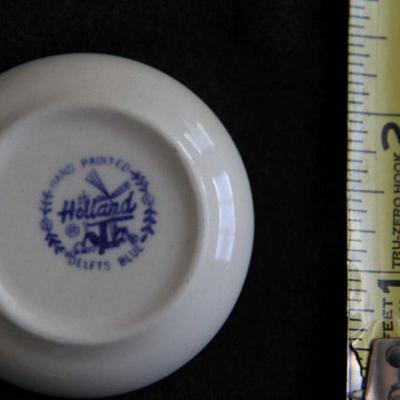 HAND PAINTED
Holland
®
DELFTS BLUE
2
1
FEET
TRU-ZERO HOOK